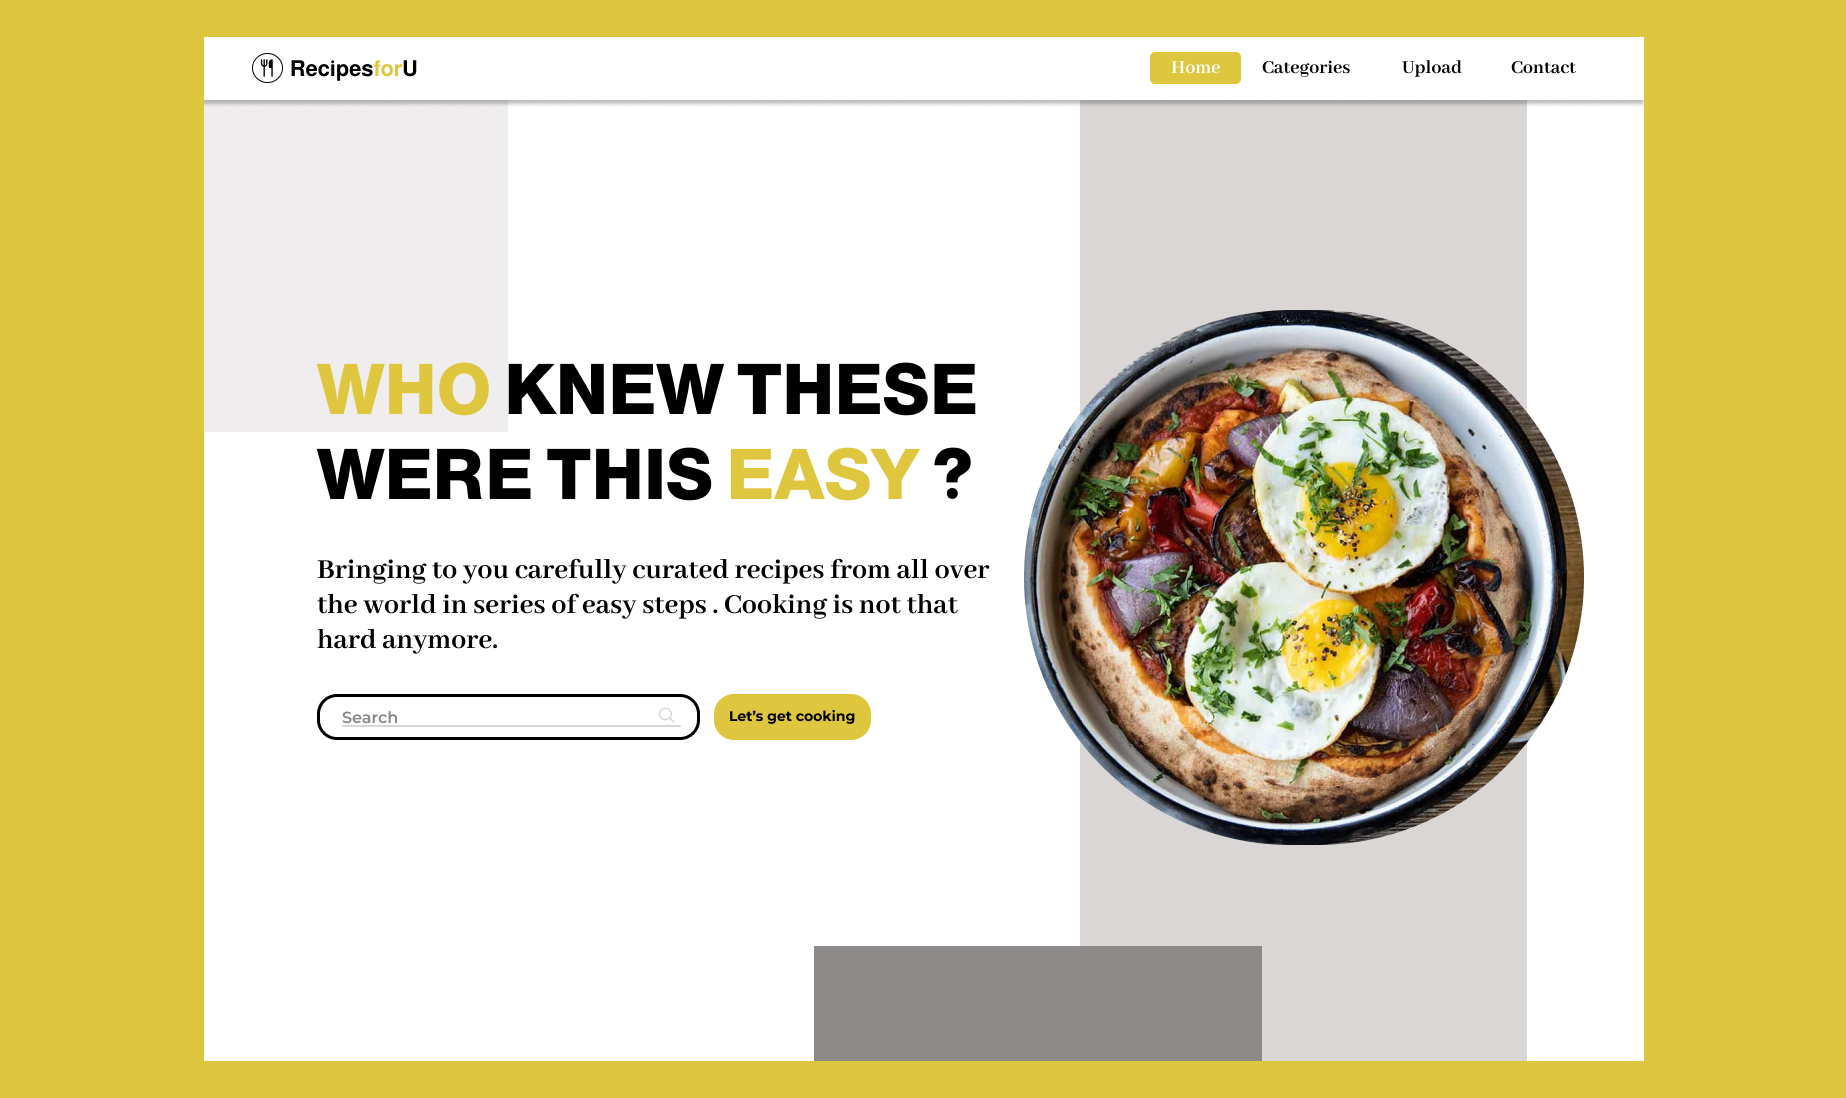 RecipesforU
Home Categories Upload Contact
WHO KNEW THESE
WERE THIS EASY ?
Bringing to you carefully curated recipes from all over
the world in series of easy steps . Cooking is not that
hard anymore.
Search
Let's get cooking